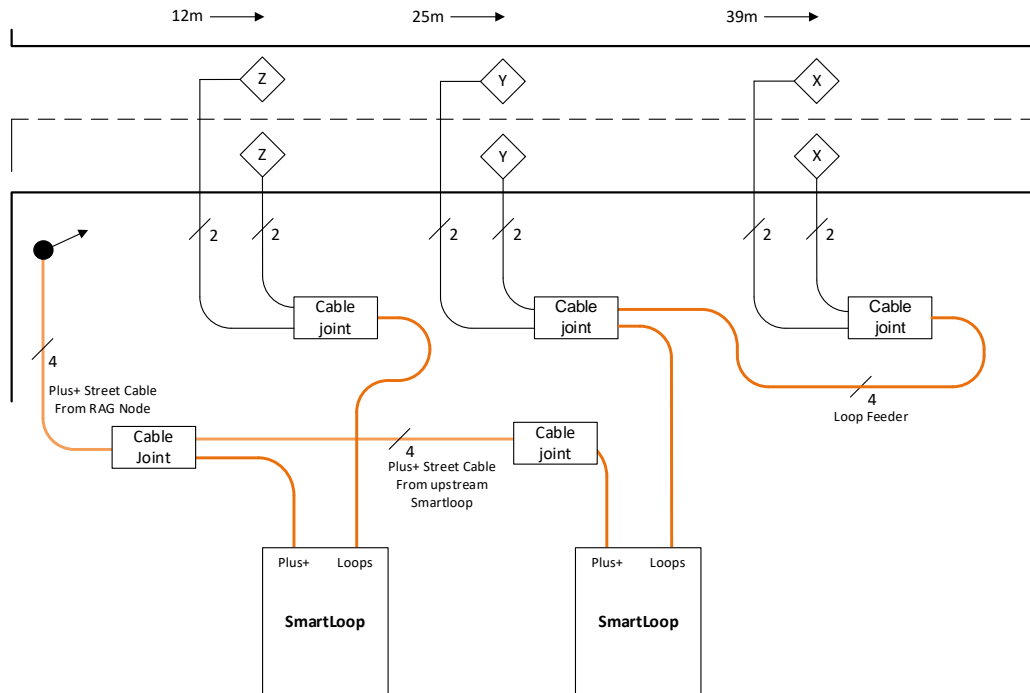 12m
25m
39m
Z
Y
X
Z
Y
X
2
2
2
2
2
2
Cable
joint
Cable
joint
Cable
joint
4
Plus+ Street Cable
From RAG Node
4
Loop Feeder
Cable
Joint
4
Plus+ Street Cable
From upstream
Smartloop
Cable
joint
Plus+ Loops
SmartLoop
Plus+ Loops
SmartLoop